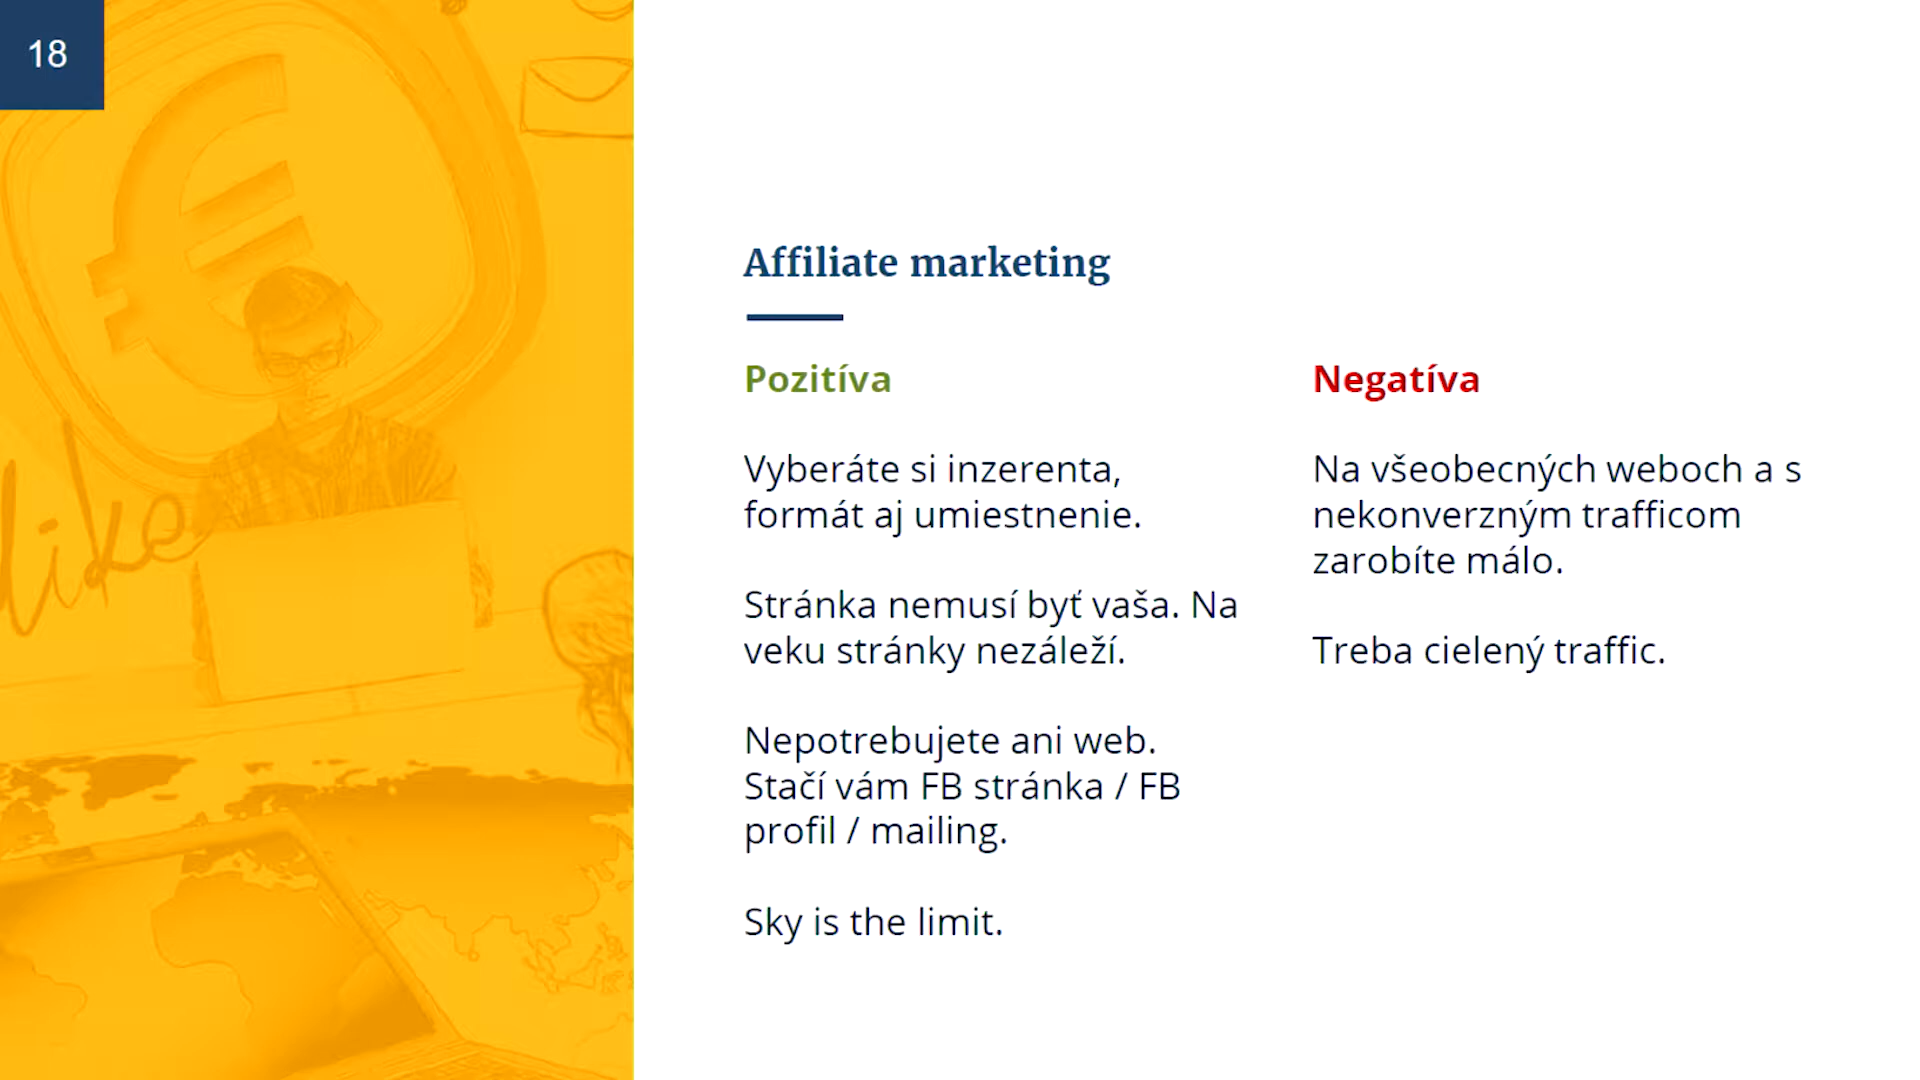 18
like
Affiliate marketing
Pozitíva
Vyberáte si inzerenta,
formát aj umiestnenie.
Stránka nemusí byť vaša. Na
veku stránky nezáleží.
Nepotrebujete ani web.
Stačí vám FB stránka / FB
profil / mailing.
Sky is the limit.
Negatíva
Na všeobecných weboch a s
nekonverzným trafficom
zarobíte málo.
Treba cielený traffic.